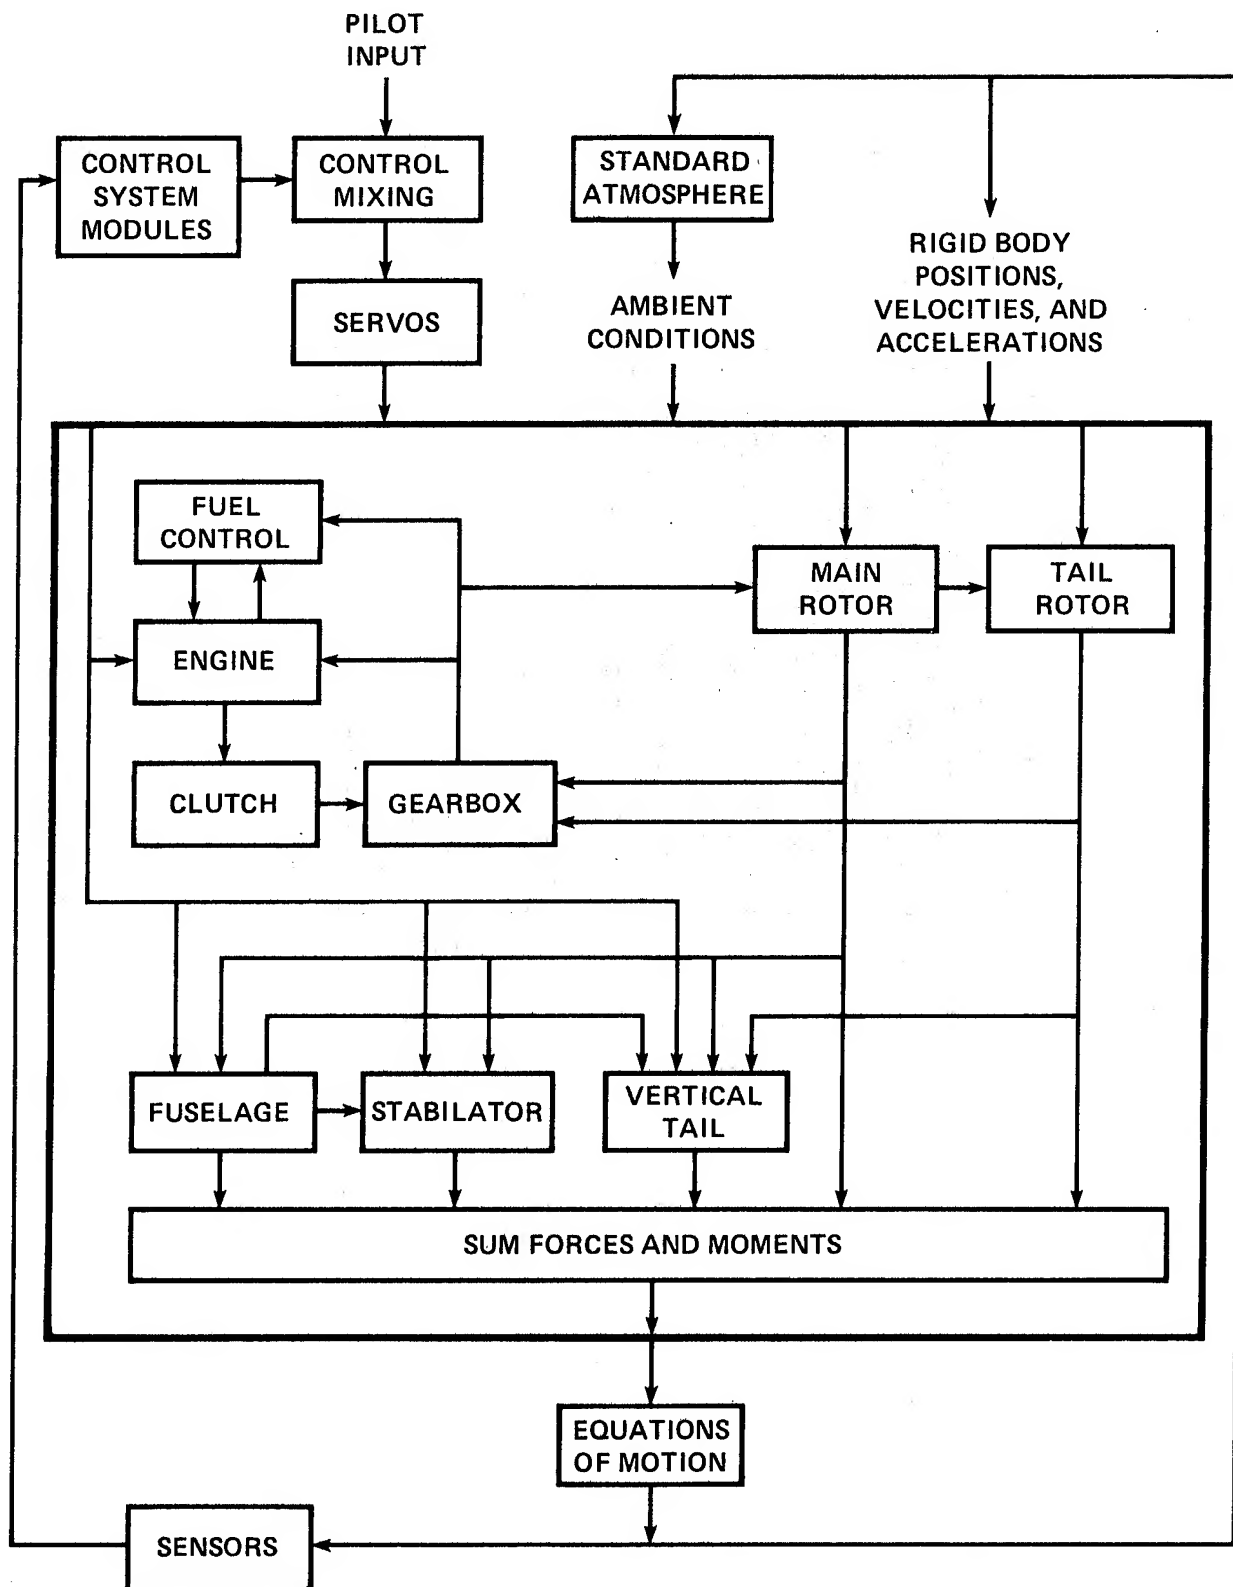 PILOT
INPUT
CONTROL
SYSTEM
MODULES
CONTROL
MIXING
STANDARD
ATMOSPHERE
SERVOS
AMBIENT
CONDITIONS
RIGID BODY
POSITIONS,
VELOCITIES, AND
ACCELERATIONS
FUEL
CONTROL
MAIN
ROTOR
TAIL
ROTOR
ENGINE
CLUTCH
GEARBOX
FUSELAGE
STABILATOR
VERTICAL
TAIL
SUM FORCES AND MOMENTS
EQUATIONS
OF MOTION
SENSORS